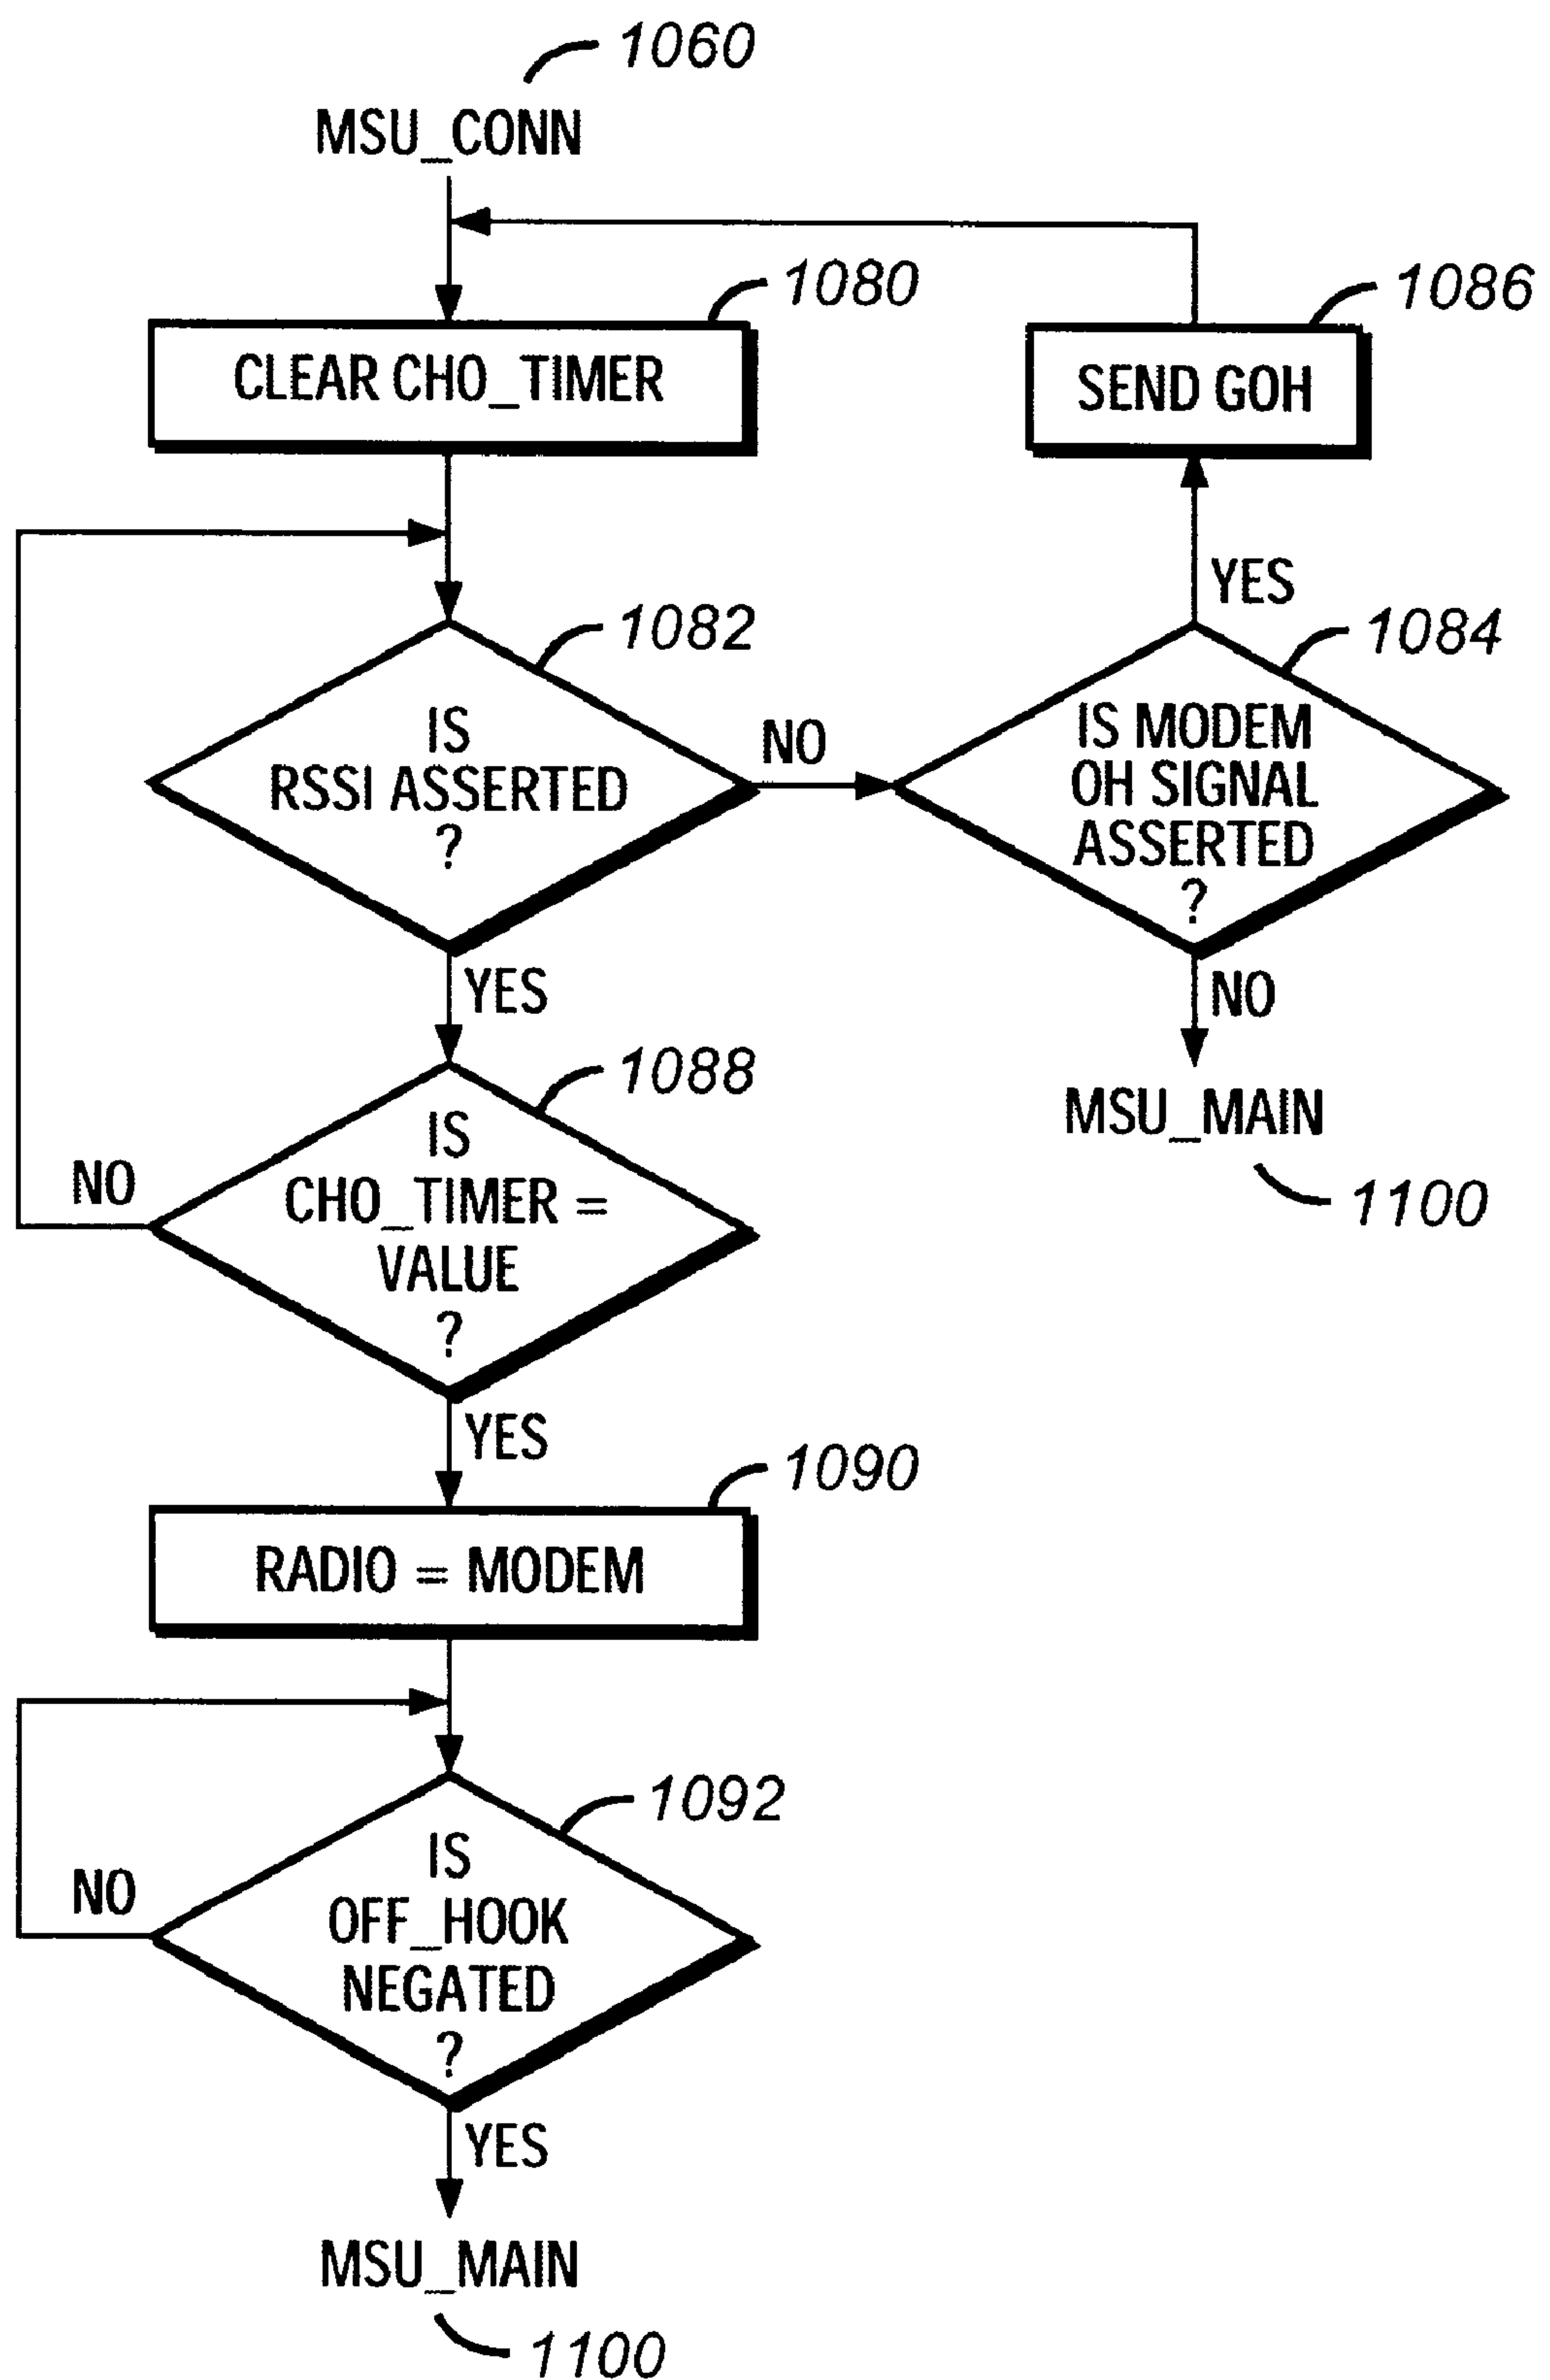 1060
MSU_CONN
1080
CLEAR CHO_TIMER
1086
SEND GOH
YES
1082
IS
RSSI ASSERTED
?
NO
1084
IS MODEM
OH SIGNAL
ASSERTED
?
NO
MSU_MAIN
1100
YES
1088
IS
CHO_TIMER =
VALUE
?
NO
YES
1090
RADIO = MODEM
1092
IS
OFF_HOOK
NEGATED
?
NO
YES
MSU_MAIN
1100